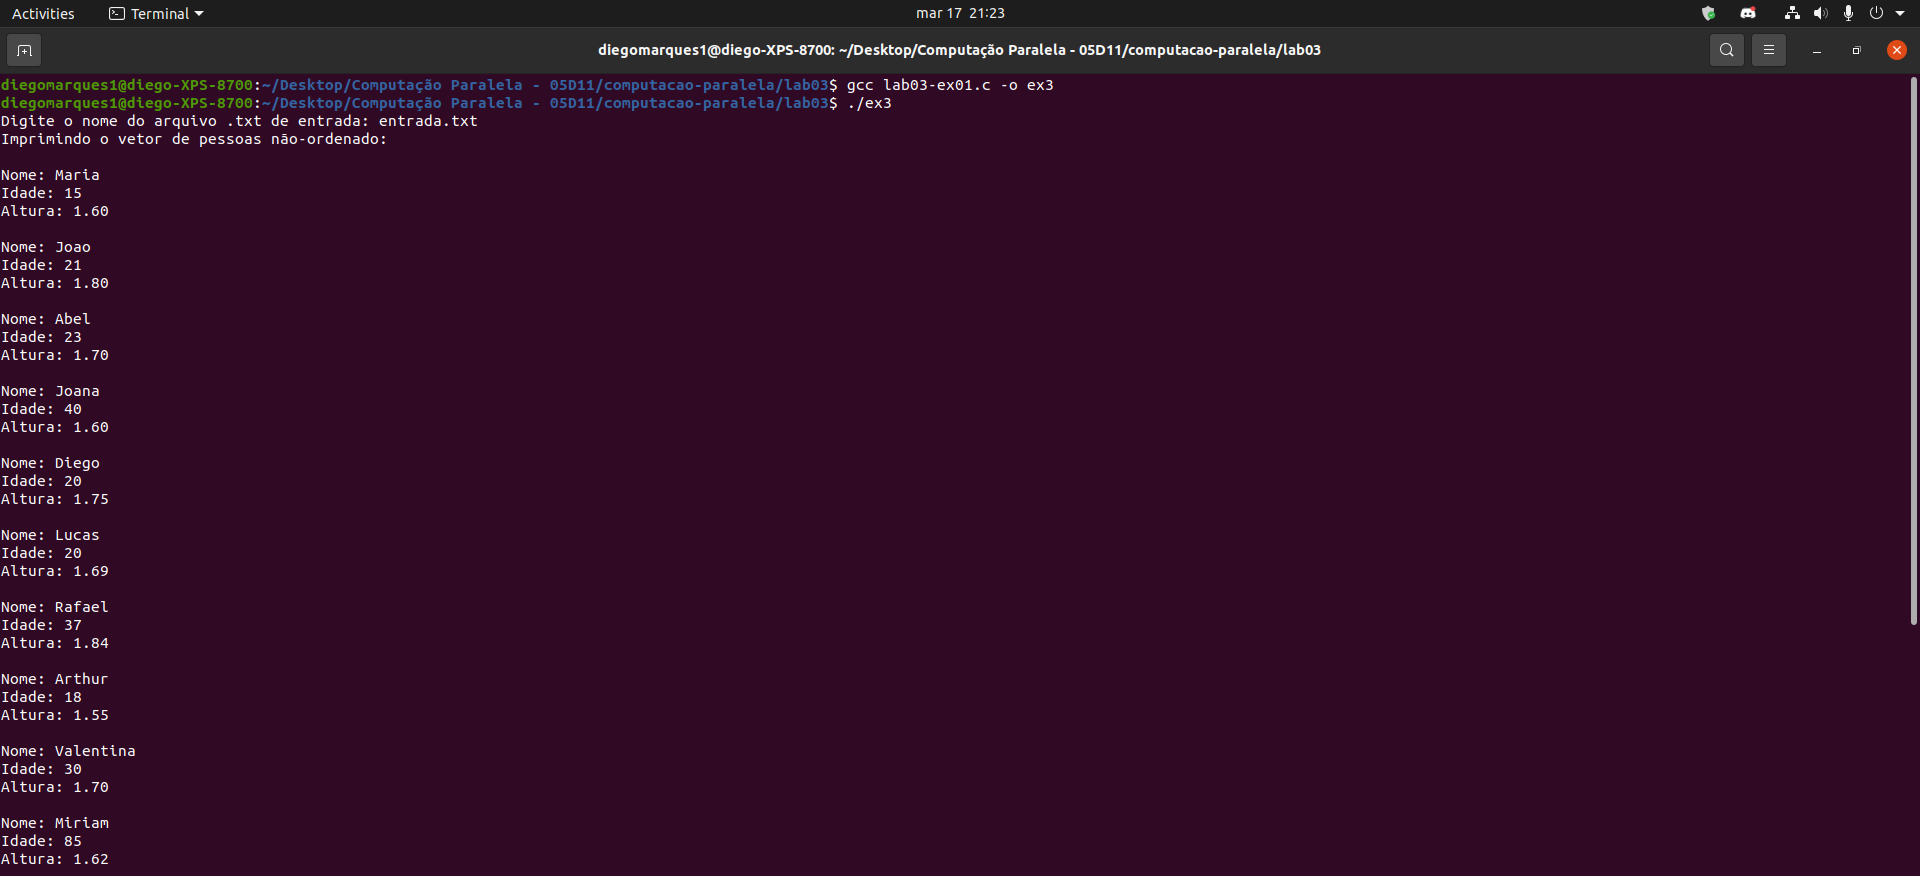 Activities
Terminal
mar 17 21:23
diegomarques1@diego-XPS-8700: ~/Desktop/Computação Paralela - 05D11/computacao-paralela/lab03
diegomarques1@diego-XPS-8700:~/Desktop/Computação Paralela - 05D11/computacao-paralela/lab03$ gcc lab03-ex01.c -o ex3
diegomarques1@diego-XPS-8700:~/Desktop/Computação Paralela - 05D11/computacao-paralela/lab03$ ./ex3
Digite o nome do arquivo .txt de entrada: entrada.txt
Imprimindo o vetor de pessoas não-ordenado:
Nome: Maria
Idade: 15
Altura: 1.60
Nome: Joao
Idade: 21
Altura: 1.80
Nome: Abel
Idade: 23
Altura: 1.70
Nome: Joana
Idade: 40
Altura: 1.60
Nome: Diego
Idade: 20
Altura: 1.75
Nome: Lucas
Idade: 20
Altura: 1.69
Nome: Rafael
Idade: 37
Altura: 1.84
Nome: Arthur
Idade: 18
Altura: 1.55
Nome: Valentina
Idade: 30
Altura: 1.70
Nome: Miriam
Idade: 85
Altura: 1.62